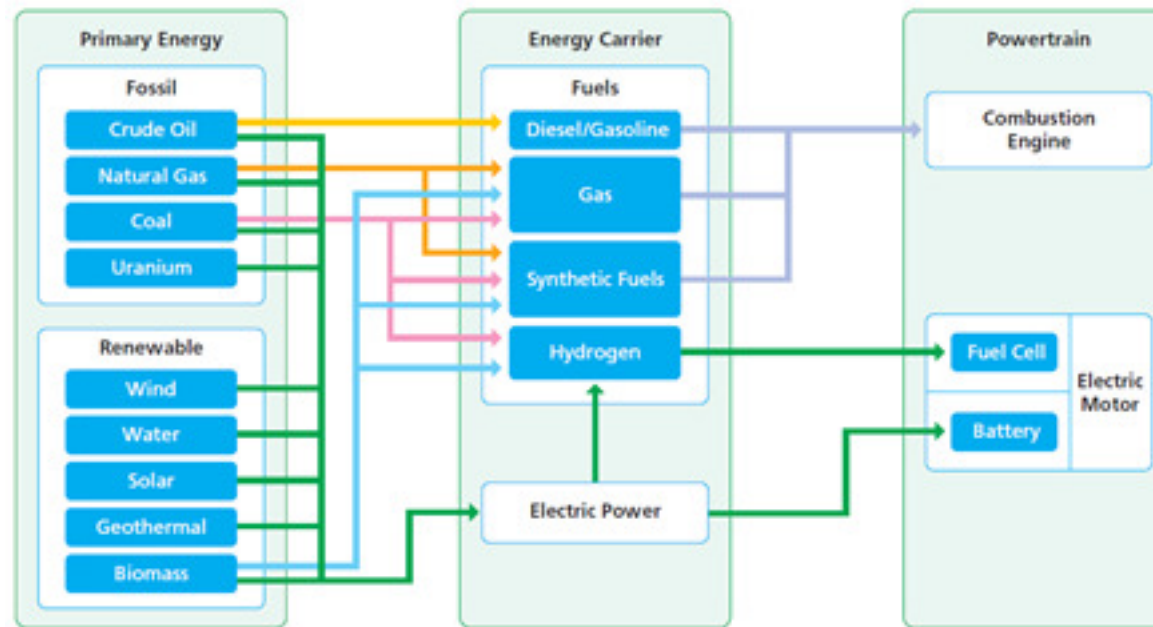 Primary Energy
Fossil
Crude Oil
Natural Gas
Coal
Uranium
Renewable
Wind
Water
Solar
Geothermal
Biomass
Energy Carrier
Fuels
Diesel/Gasoline
Gas
Synthetic Fuels
Hydrogen
Electric Power
Powertrain
Combustion
Engine
Fuel Cell
Battery
Electric
Motor